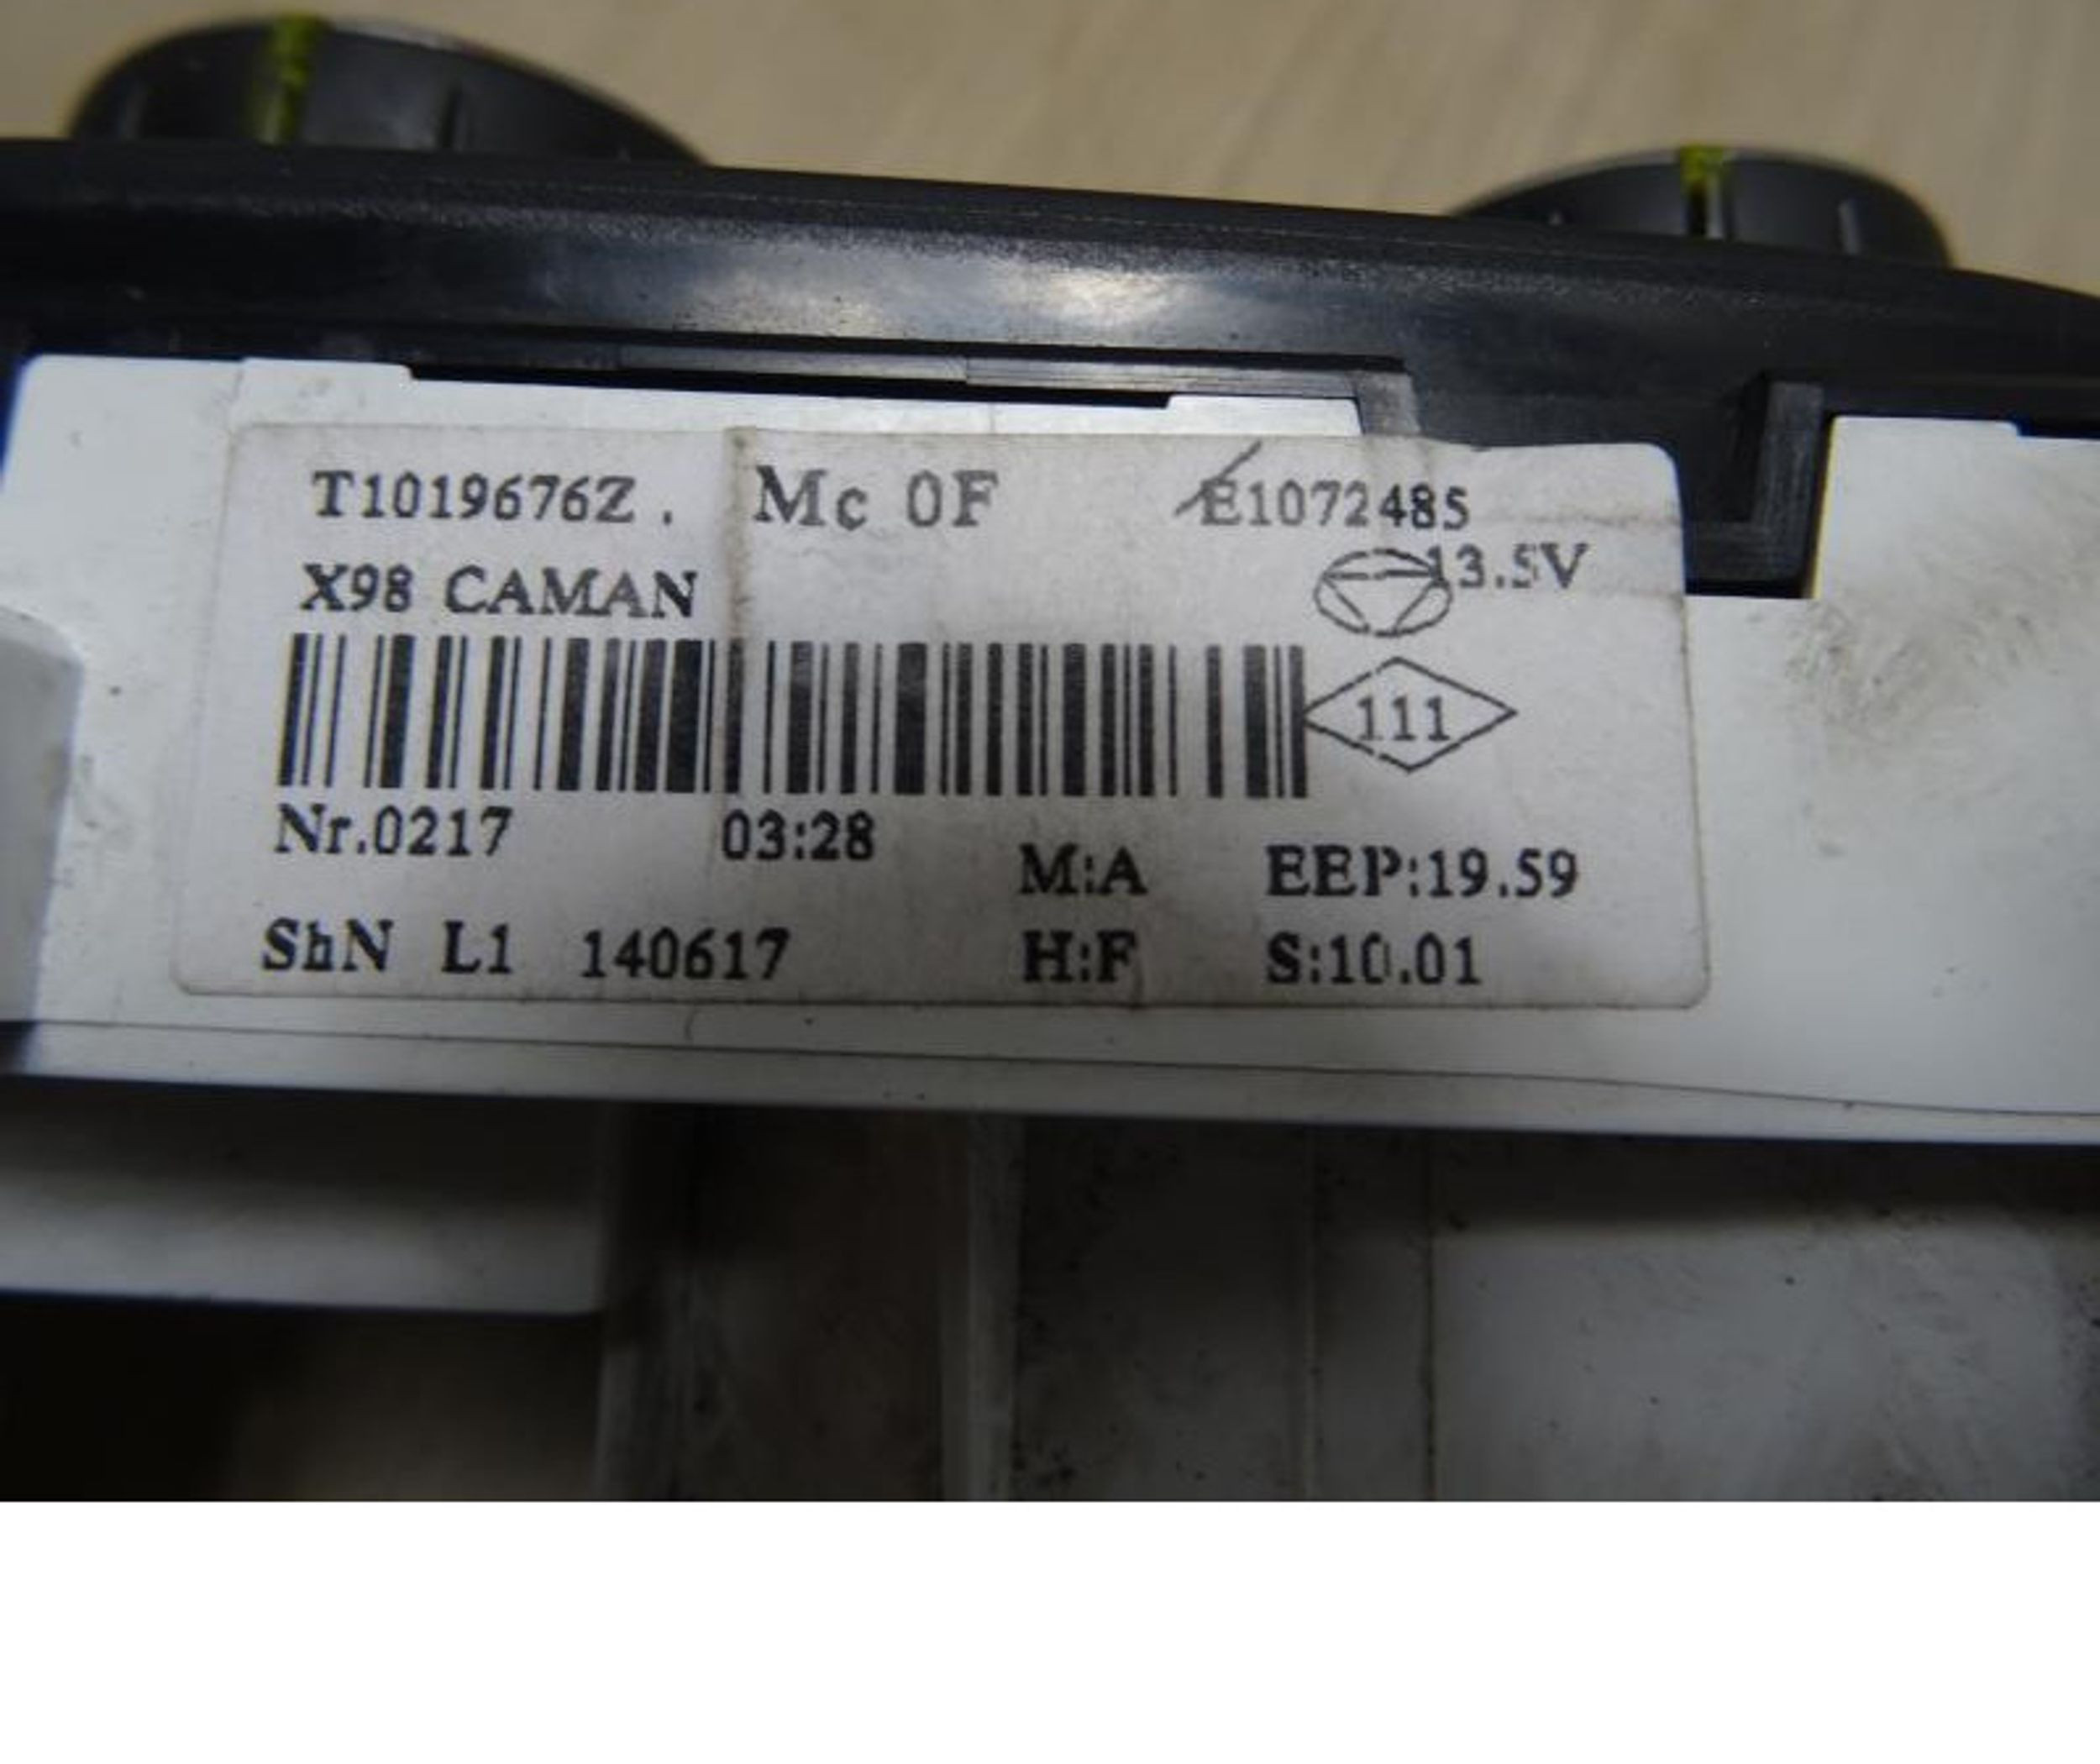 T1019676Z. Mc 0F E1072485
X98 CAMAN 13.5V
111
Nr.0217 03:28
M:A EEP:19.59
ShN L1 140617 H:F S:10.01